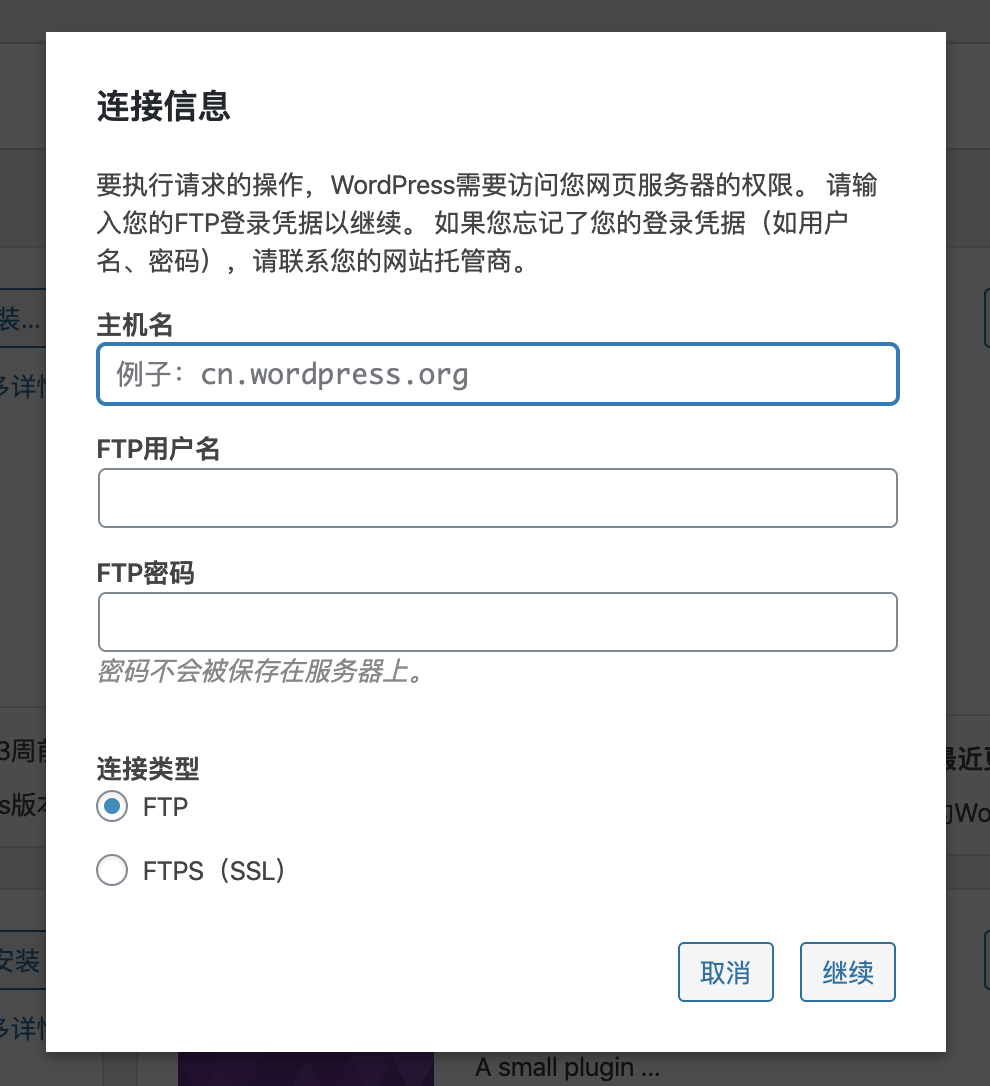 连接信息
要执行请求的操作，WordPress需要访问您网页服务器的权限。 请输
入您的FTP登录凭据以继续。 如果您忘记了您的登录凭据（如用户
名、密码），请联系您的网站托管商。
装...
主机名
例子：cn.wordpress.org
多详情
FTP用户名
FTP密码
密码不会被保存在服务器上。
3周前
最近更
连接类型
s版本
FTP
的Wo
FTPS（SSL）
安装
取消
继续
多详情
A small plugin ...